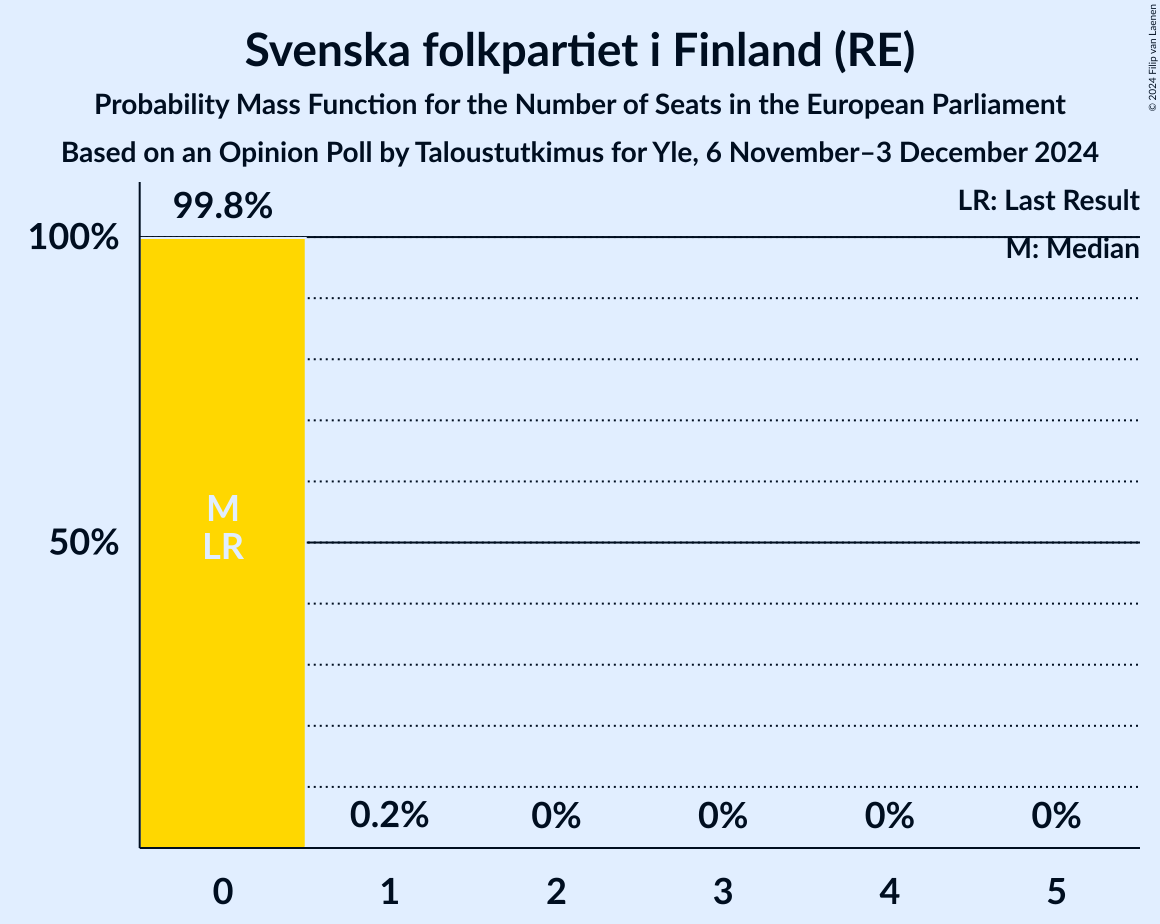 Svenska folkpartiet i Finland (RE)
Probability Mass Function for the Number of Seats in the European Parliament
Based on an Opinion Poll by Taloustutkimus for Yle, 6 November–3 December 2024
© 2024 Filip van Laenen
LR: Last Result
M: Median
99.8%
100%
50%
M
LR
0.2%
0%
0%
0%
0%
0
1
2
3
4
5